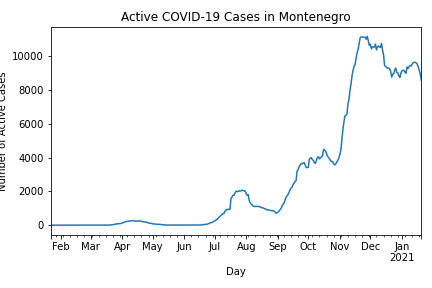 Active COVID-19 Cases in Montenegro
Number of Active Cases
10000
8000
6000
4000
2000
0
Feb Mar Apr May Jun Jul Aug Sep Oct Nov Dec Jan
2021
Day